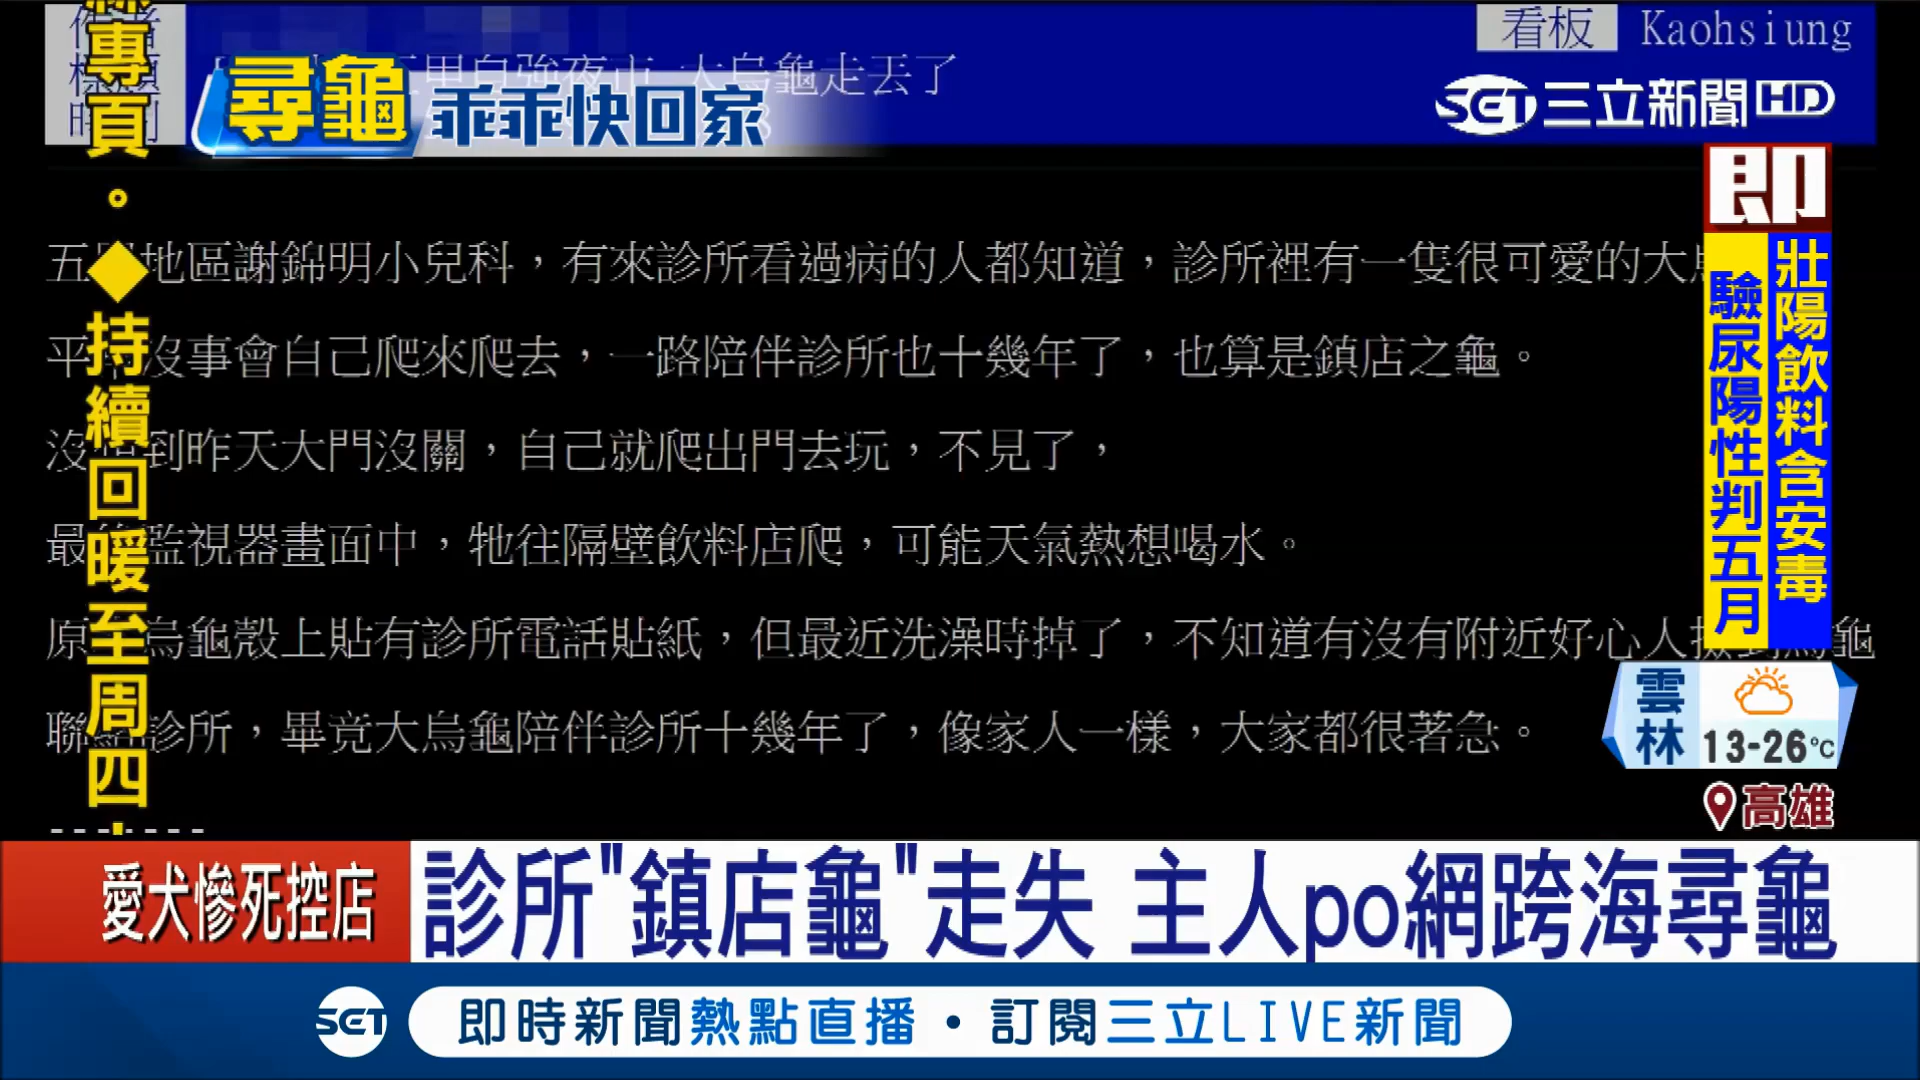 看板 Kaohsiung
自強夜市 大烏龜走丟了
尋龜 乖乖快回家
SET三立新聞HD
專頁。◆持續回暖至周四
地區謝錦明小兒科，有來診所看過病的人都知道，診所裡有一隻很可愛的大
沒事會自己爬來爬去，一路陪伴診所也十幾年了，也算是鎮店之龜。
到昨天大門沒關，自己就爬出門去玩，不見了，
監視器畫面中，牠往隔壁飲料店爬，可能天氣熱想喝水。
烏龜殼上貼有診所電話貼紙，但最近洗澡時掉了，不知道有沒有附近好心人
診所，畢竟大烏龜陪伴診所十幾年了，像家人一樣，大家都很著急。
即
壯陽飲料含安毒
驗尿陽性判五月
雲林
13-26°C
高雄
愛犬慘死控店
診所"鎮店龜"走失 主人po網跨海尋龜
SET 即時新聞熱點直播・訂閱三立LIVE新聞